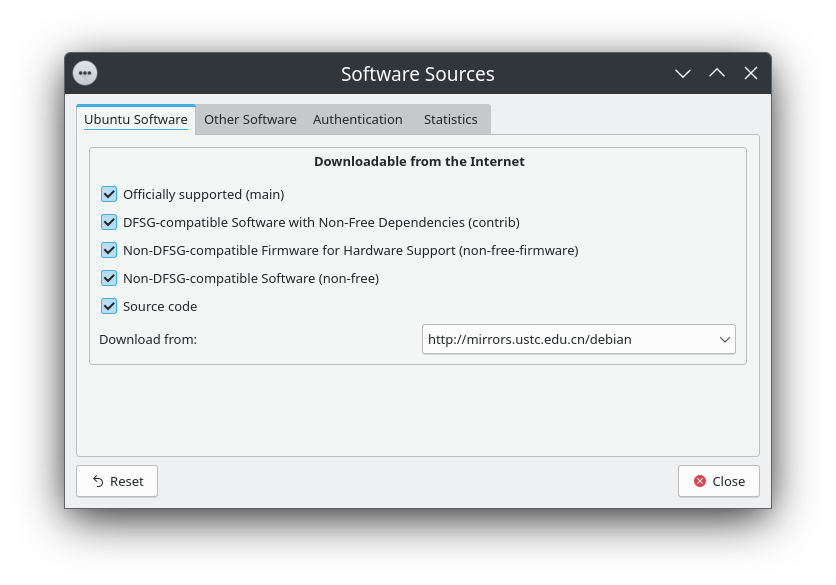 Software Sources
Ubuntu Software Other Software Authentication Statistics
Downloadable from the Internet
Officially supported (main)
DFSG-compatible Software with Non-Free Dependencies (contrib)
Non-DFSG-compatible Firmware for Hardware Support (non-free-firmware)
Non-DFSG-compatible Software (non-free)
Source code
Download from: http://mirrors.ustc.edu.cn/debian
Reset Close